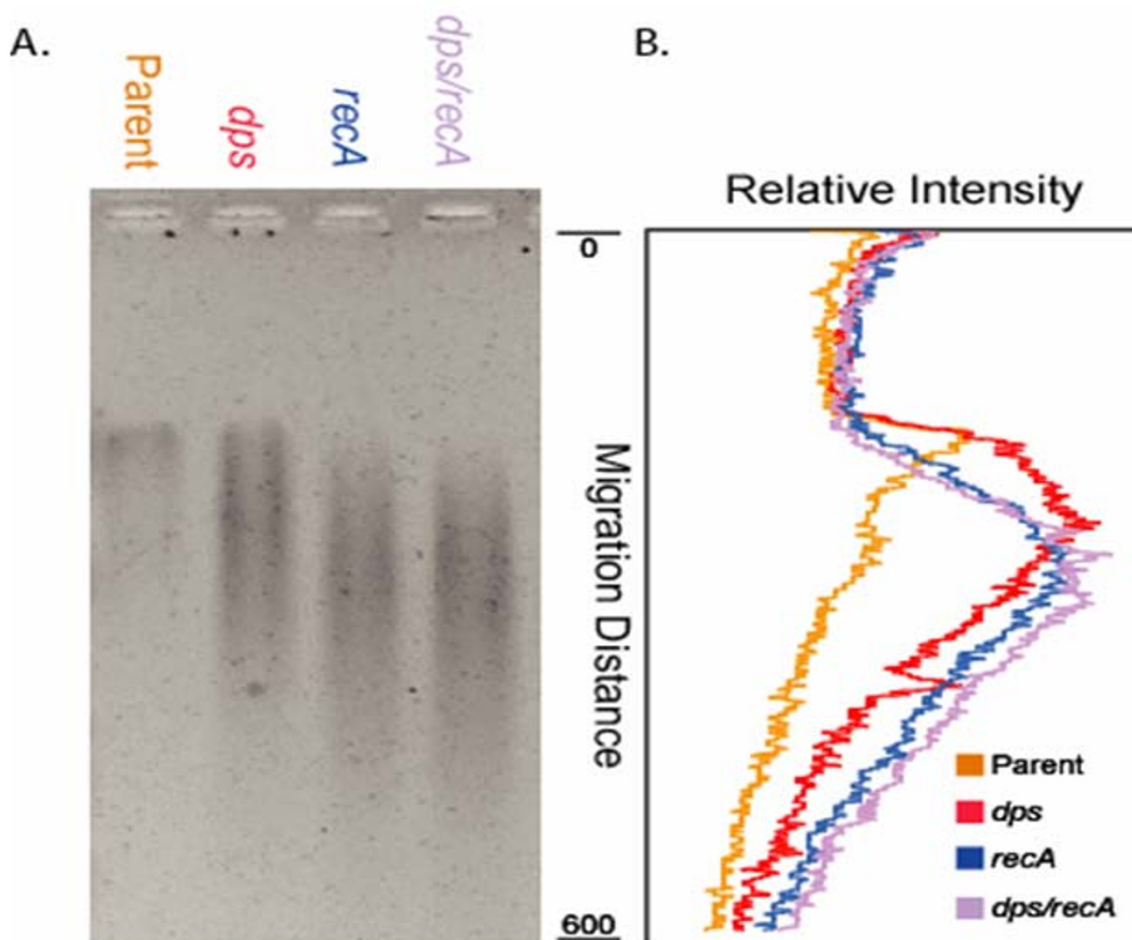 A.
Parent
dps
recA
dps/recA
B.
Relative Intensity
0
Migration Distance
600
Parent
dps
recA
dps/recA